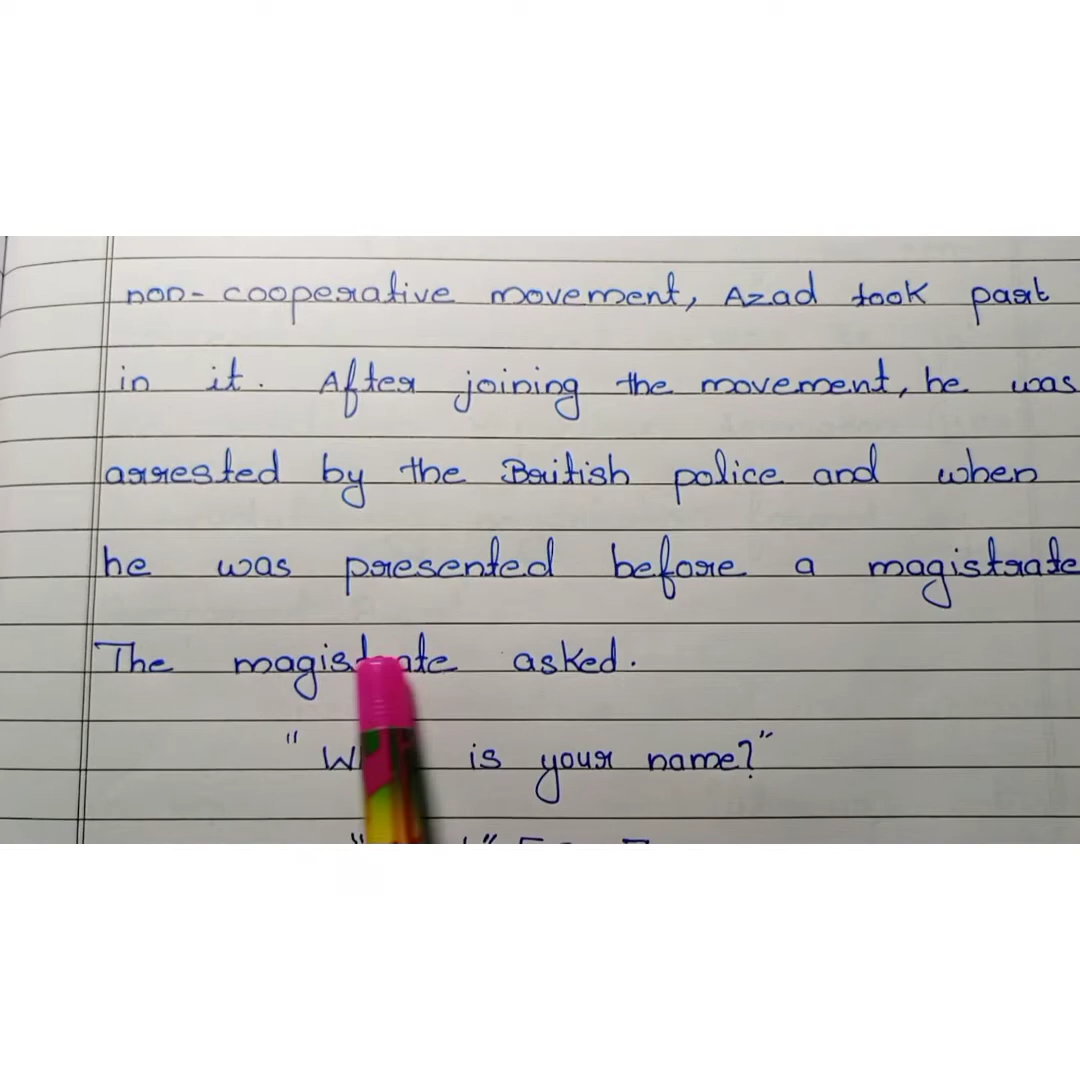 non-cooperative movement, Azad took part
in it. After joining the movement, he was
arrested by the British police and when
he was presented before a magistrate
The magistrate asked.
" is your name?"